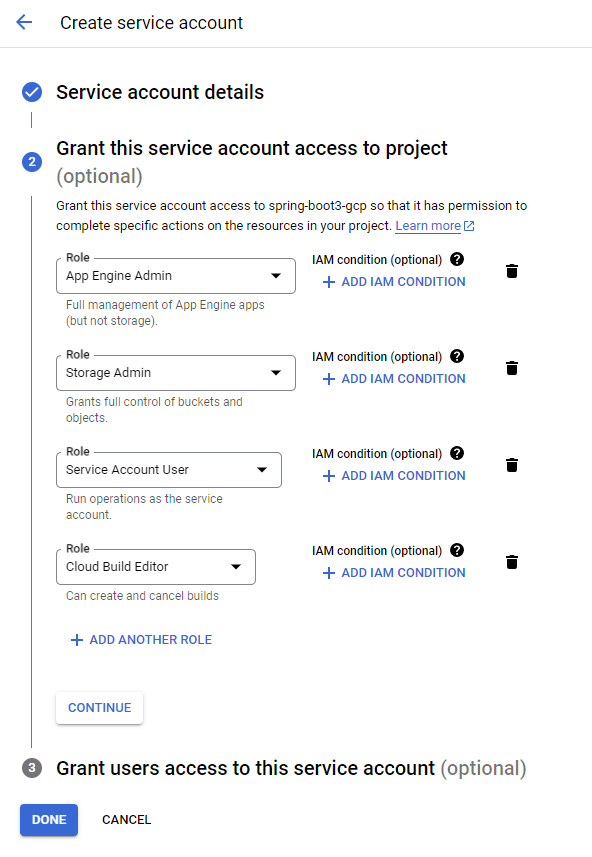 Create service account
Service account details
2
Grant this service account access to project
(optional)
Grant this service account access to spring-boot3-gcp so that it has permission to
complete specific actions on the resources in your project. Learn more
Role
App Engine Admin
IAM condition (optional) ?
+ ADD IAM CONDITION
Full management of App Engine apps
(but not storage).
Role
Storage Admin
IAM condition (optional) ?
+ ADD IAM CONDITION
Grants full control of buckets and
objects.
Role
Service Account User
IAM condition (optional) ?
+ ADD IAM CONDITION
Run operations as the service
account.
Role
Cloud Build Editor
IAM condition (optional) ?
+ ADD IAM CONDITION
Can create and cancel builds
+ ADD ANOTHER ROLE
CONTINUE
3
Grant users access to this service account (optional)
DONE CANCEL